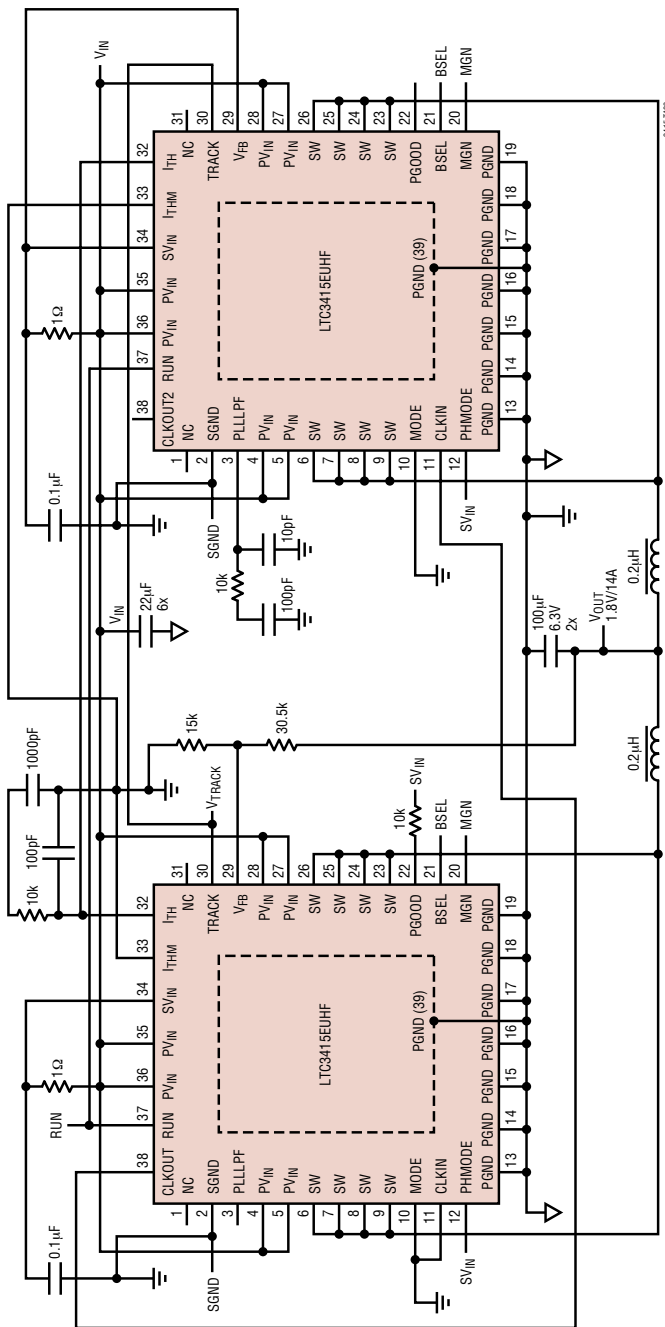 RUN
1Ω
0.1µF
38
37
36
35
34
33
32
CLKOUT
RUN
PVIN
PVIN
SVIN
ITHM
ITH
1
2
3
4
5
6
7
8
9
10
11
12
NC
SGND
PLLLPF
PVIN
PVIN
SW
SW
SW
SW
MODE
CLKIN
PHMODE
SGND
SVIN
LTC3415EUHF
PGND (39)
NC
TRACK
VFB
PVIN
PVIN
SW
SW
SW
SW
PGOOD
BSEL
MGN
31
30
29
28
27
26
25
24
23
22
21
20
PGND
PGND
PGND
PGND
PGND
PGND
PGND
13
14
15
16
17
18
19
10k
100pF
1000pF
VTRACK
15k
30.5k
10k
SVIN
BSEL
MGN
VIN
22µF
6x
0.2µH
100µF
6.3V
2x
VOUT
1.8V/14A
0.2µH
0.1µF
1Ω
SGND
10k
10pF
100pF
SVIN
38
37
36
35
34
33
32
CLKOUT2
RUN
PVIN
PVIN
SVIN
ITHM
ITH
1
2
3
4
5
6
7
8
9
10
11
12
NC
SGND
PLLLPF
PVIN
PVIN
SW
SW
SW
SW
MODE
CLKIN
PHMODE
LTC3415EUHF
PGND (39)
NC
TRACK
VFB
PVIN
PVIN
SW
SW
SW
SW
PGOOD
BSEL
MGN
31
30
29
28
27
26
25
24
23
22
21
20
PGND
PGND
PGND
PGND
PGND
PGND
PGND
13
14
15
16
17
18
19
VIN
BSEL
MGN